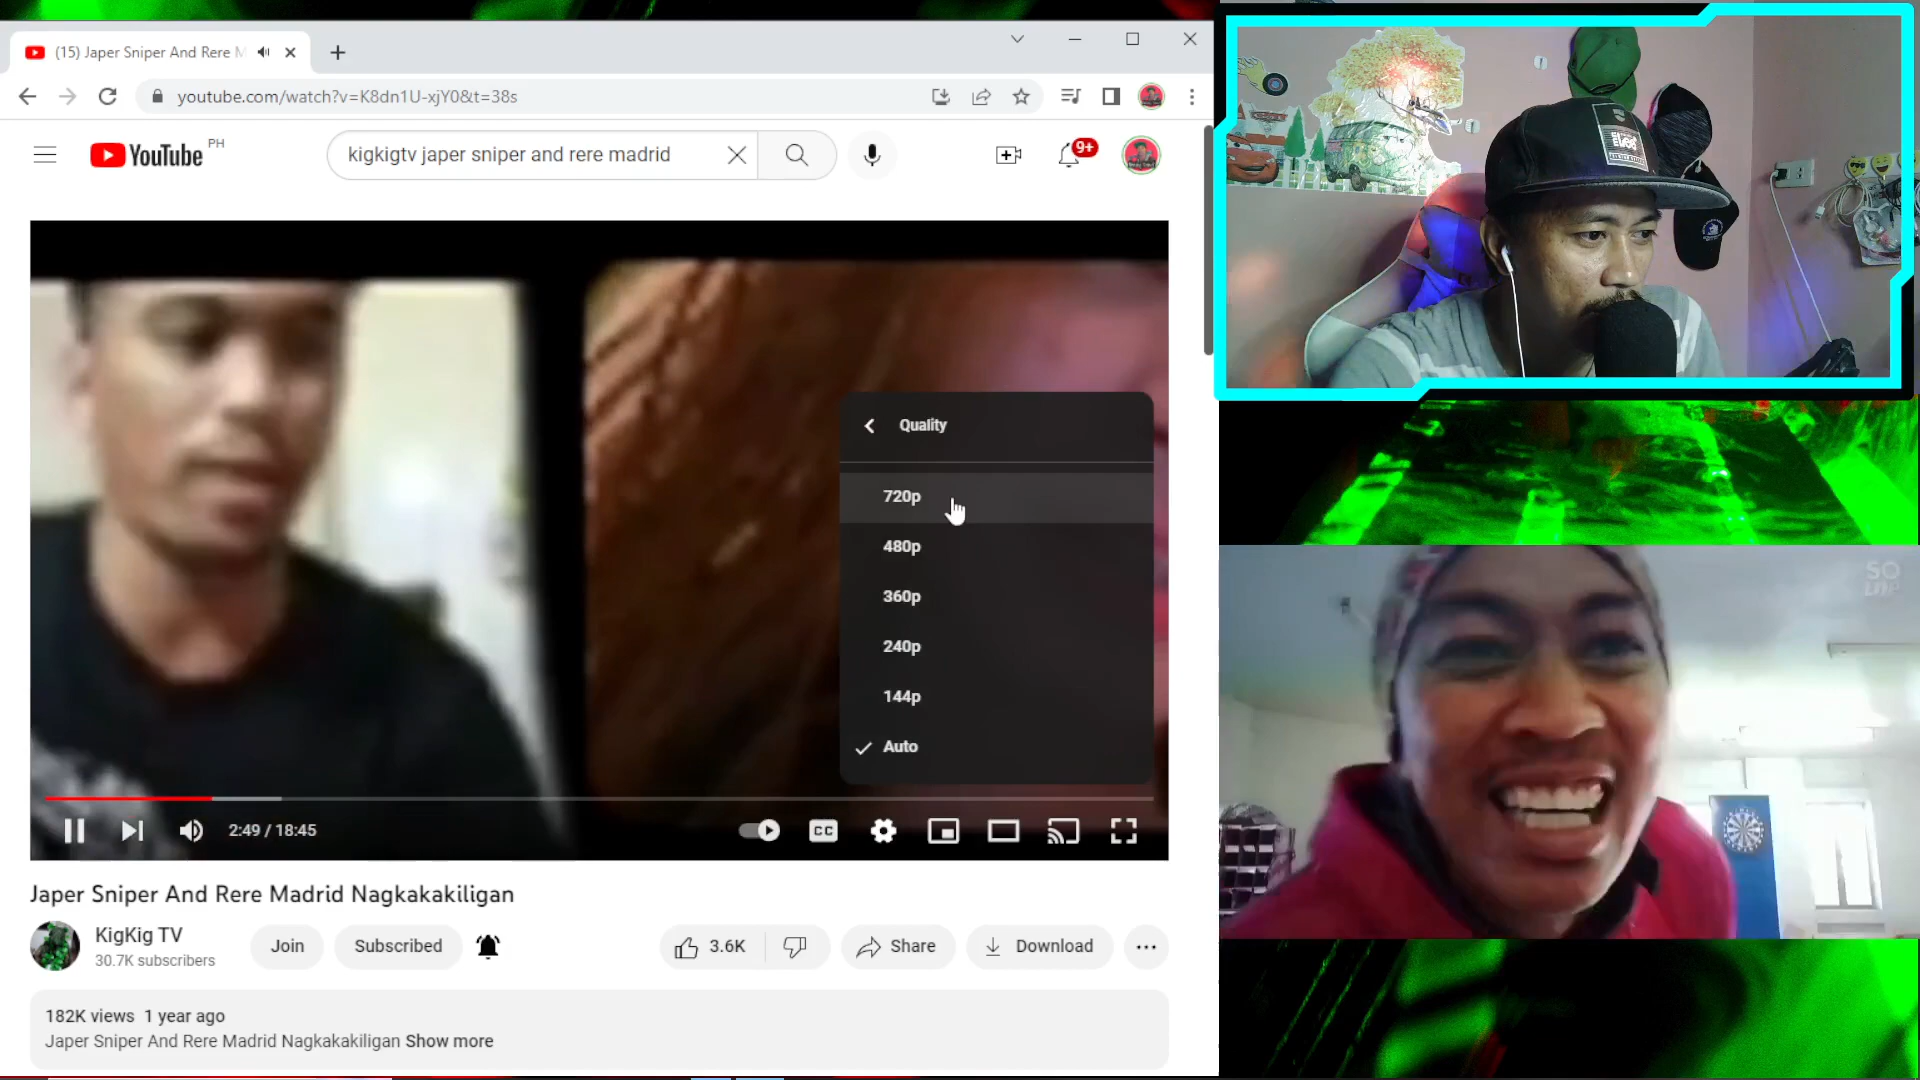 (15) Japer Sniper And Rere M
youtube.com/watch?v=K8dn1U-xjY0&t=38s
YouTube PH
kigkigtv japer sniper and rere madrid
9+
Quality
720p
480p
360p
240p
144p
Auto
2:49 / 18:45
CC
Japer Sniper And Rere Madrid Nagkakakiligan
KigKig TV
30.7K subscribers
Join
Subscribed
3.6K
Share
Download
182K views 1 year ago
Japer Sniper And Rere Madrid Nagkakakiligan Show more